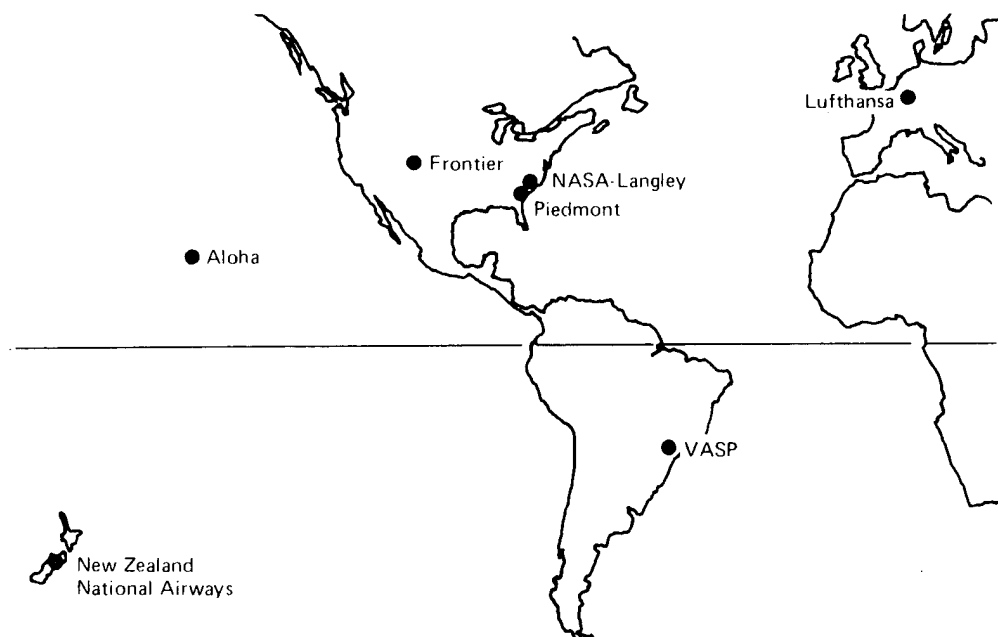 Lufthansa
Frontier
NASA-Langley
Piedmont
Aloha
VASP
New Zealand
National Airways